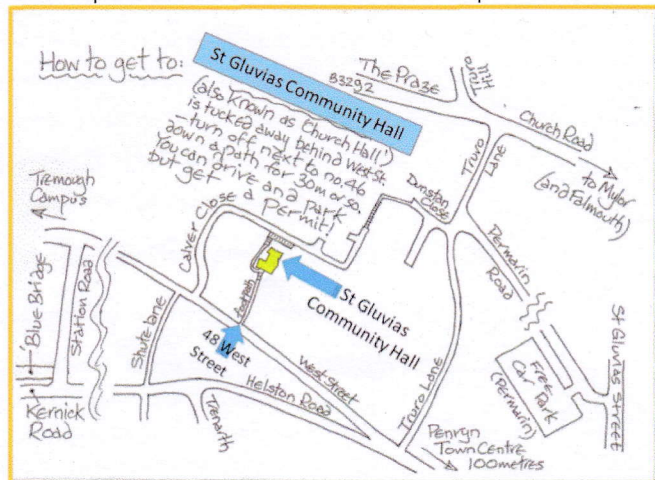 How to get to:
St Gluvias Community Hall
(also known as 'Church Hall')
is tucked away behind West St.
– turn off next to no.46
down a path for 30m or so.
You can drive and park
but get a permit!
B3292
The Praze
Truro Hill
Church Road
to Mylor
(and Falmouth)
Truro Lane
Dunstan Close
Tremough
Campus
Calver Close
Permarin
Road
'Blue Bridge'
Station Road
Shute Lane
St Gluvias
Community Hall
48 West
Street
West Street
Helston Road
Truro Lane
Free
Car Park
(Permarin)
St Gluvias Street
Kernick
Road
Trenarth
Penryn
Town Centre
100metres